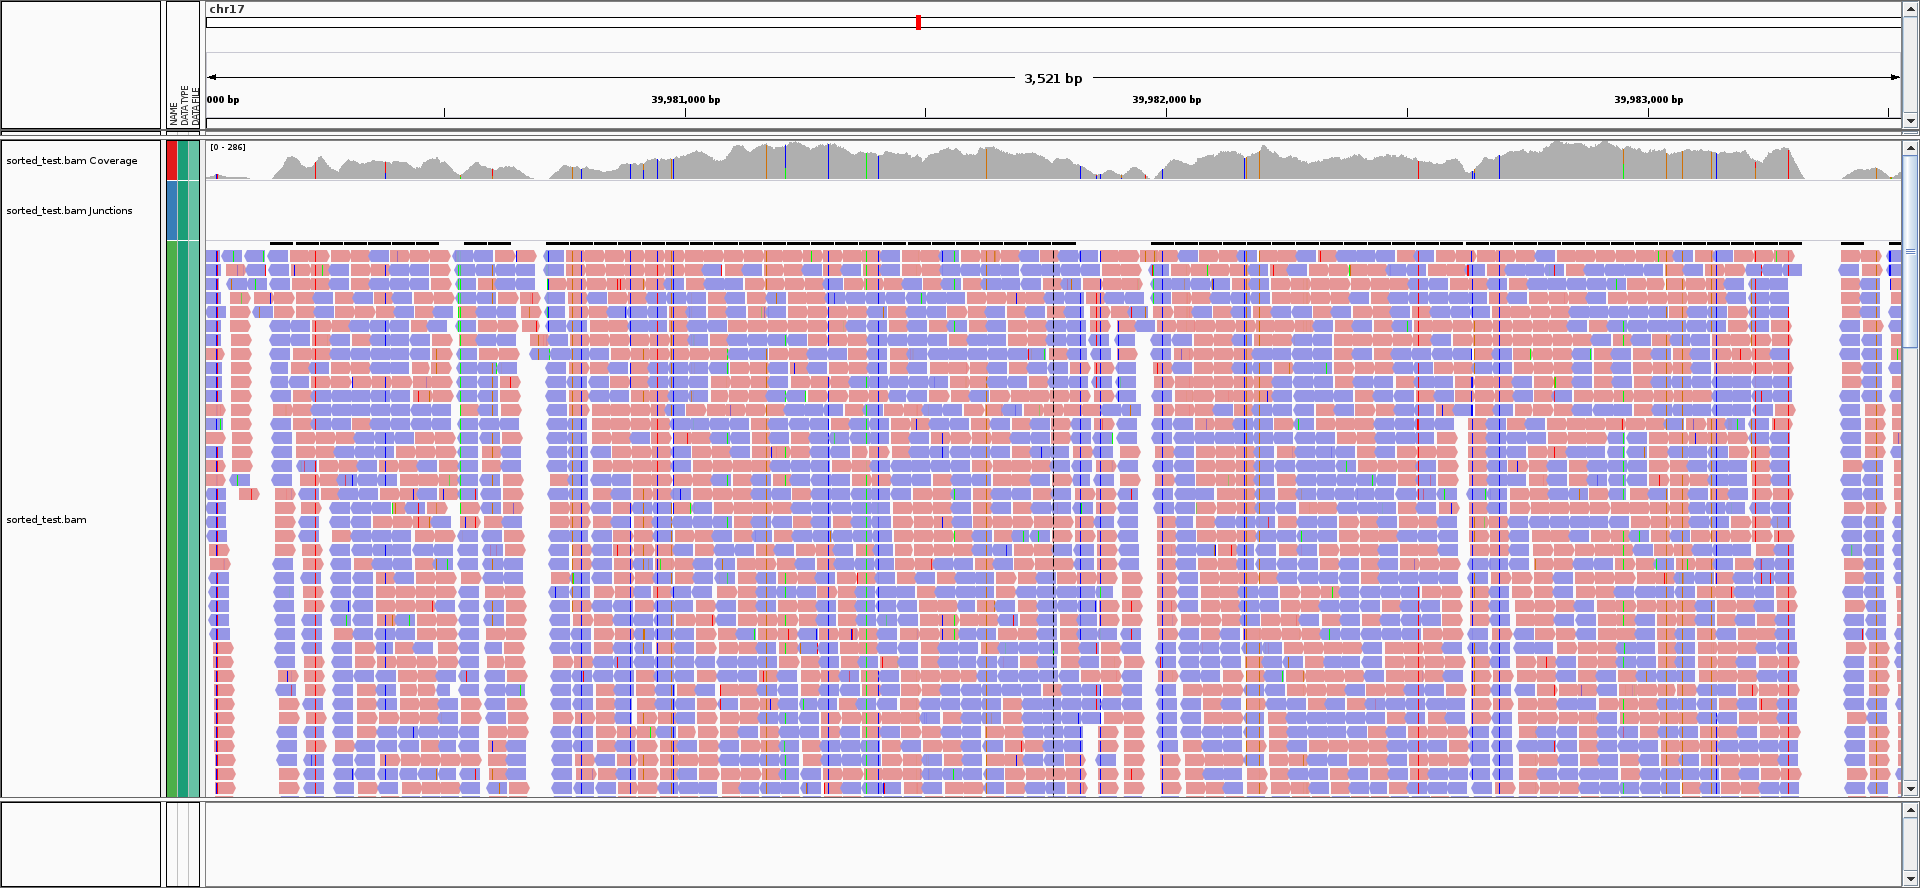 chr17
3,521 bp
000 bp 39,981,000 bp 39,982,000 bp 39,983,000 bp
NAME
DATA TYPE
DATA FILE
sorted_test.bam Coverage
[0 - 286]
sorted_test.bam Junctions
sorted_test.bam